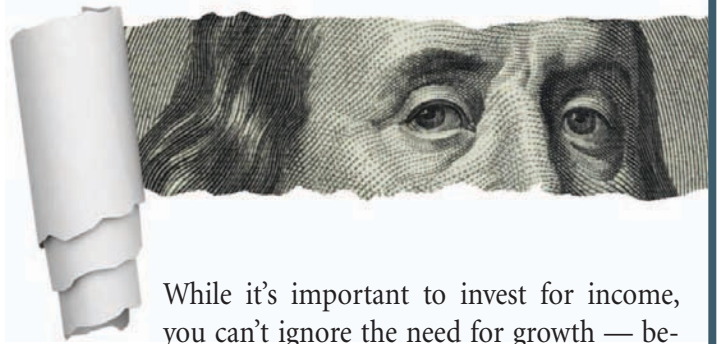 While it's important to invest for income,
you can't ignore the need for growth — be-